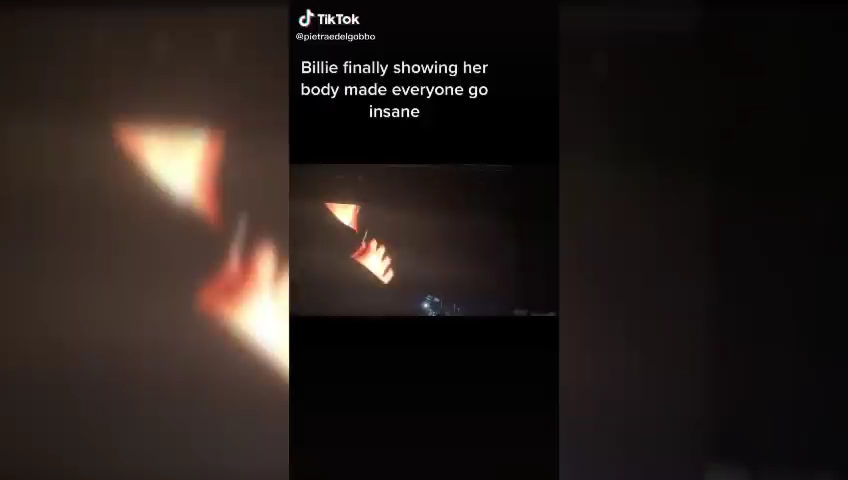 TikTok
@pietraedelgobbo
Billie finally showing her
body made everyone go
insane